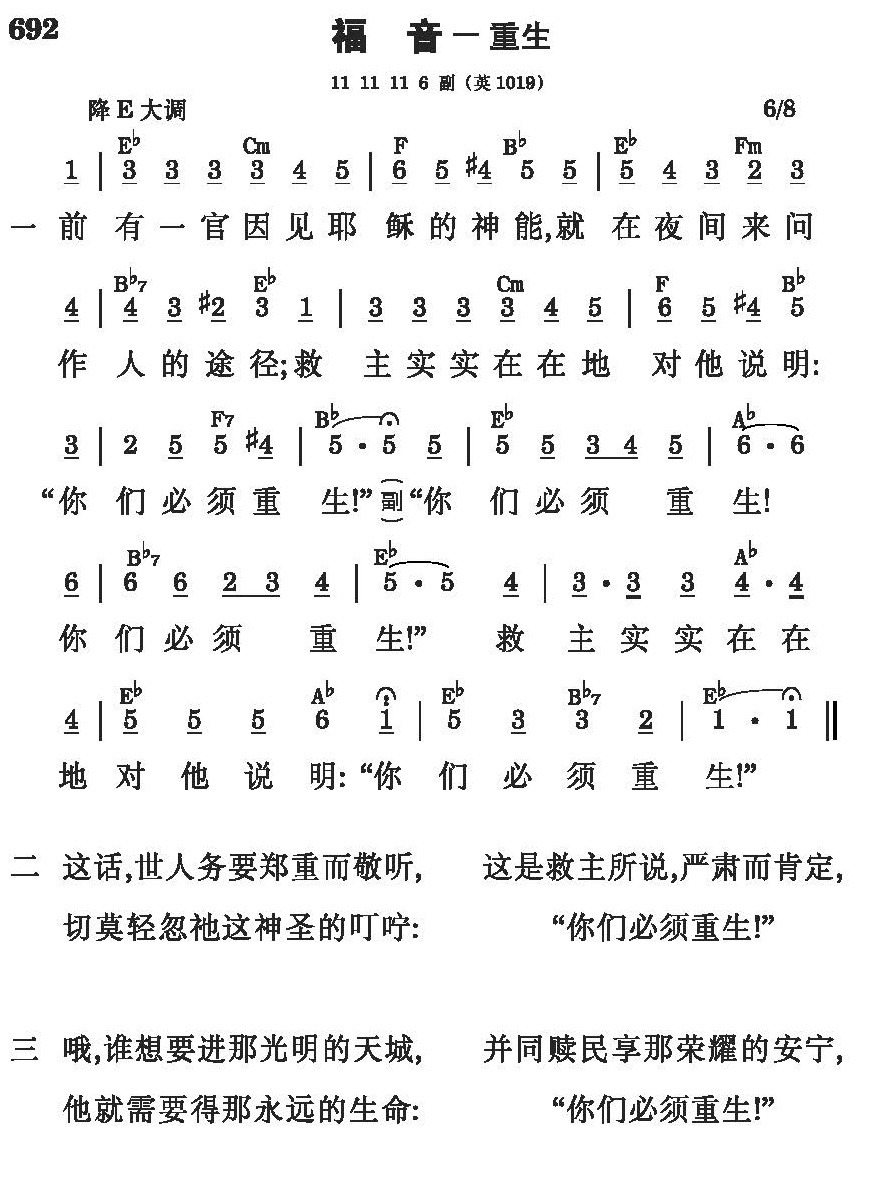 692
福 音－重生
11 11 11 6 副（英1019）
降E大调 6/8
E♭ Cm F B♭ E♭ Fm
1 | 3 3 3 3 4 5 | 6 5 #4 5 5 | 5 4 3 2 3
一 前 有 一 官 因 见 耶 稣 的 神 能,就 在 夜 间 来 问
B♭7 E♭ Cm F B♭
4 | 4 3 #2 3 1 | 3 3 3 3 4 5 | 6 5 #4 5
作 人 的 途 径;救 主 实 实 在 在 地 对 他 说 明:
F7 B♭ E♭ A♭
3 | 2 5 5 #4 | 5 · 5 5 | 5 5 3 4 5 | 6 · 6
“你 们 必 须 重 生!”（副）“你 们 必 须 重 生!
B♭7 E♭ A♭
6 | 6 6 2 3 4 | 5 · 5 4 | 3 · 3 3 4 · 4
你 们 必 须 重 生!” 救 主 实 实 在 在
E♭ A♭ E♭ B♭7 E♭
4 | 5 5 5 6 1 | 5 3 3 2 | 1 · 1 ‖
地 对 他 说 明: “你 们 必 须 重 生!”
二 这话,世人务要郑重而敬听, 这是救主所说,严肃而肯定,
切莫轻忽祂这神圣的叮咛: “你们必须重生!”
三 哦,谁想要进那光明的天城, 并同赎民享那荣耀的安宁,
他就需要得那永远的生命: “你们必须重生!”